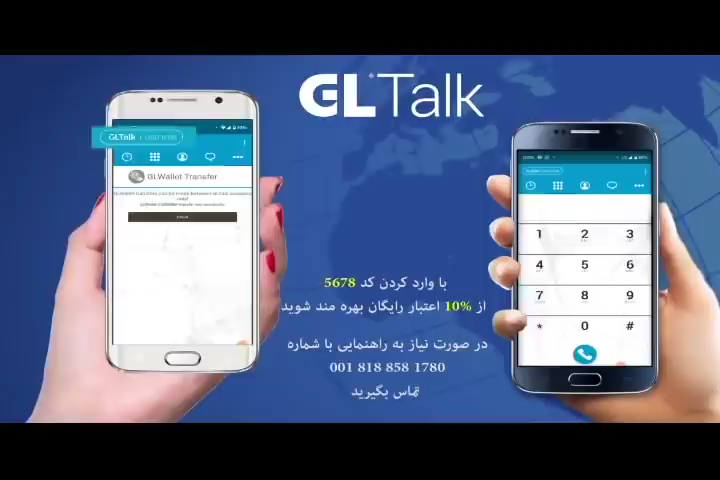 GLTalk
GLTalk
GLWallet Transfer
با وارد کردن کد 5678
از 10% اعتبار رایگان بهره مند شوید
در صورت نیاز به راهنمایی با شماره
001 818 858 1780
تماس بگیرید
1 2 3
4 5 6
7 8 9
* 0 #